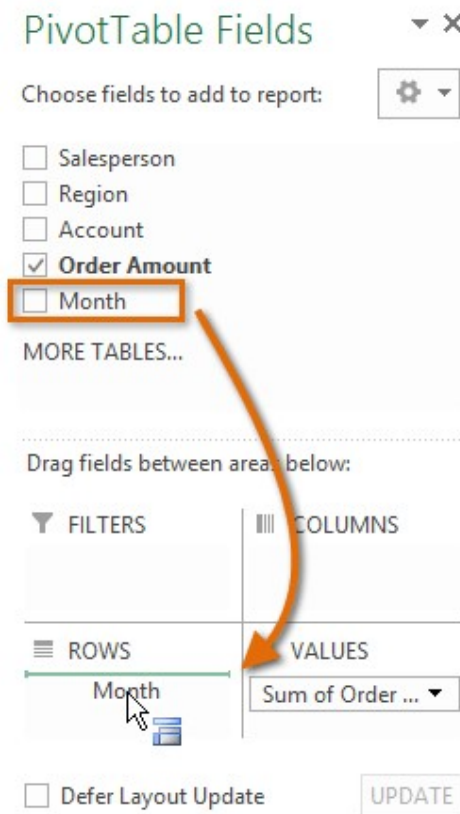 PivotTable Fields
Choose fields to add to report:
Salesperson
Region
Account
Order Amount
Month
MORE TABLES...
Drag fields between areas below:
FILTERS
COLUMNS
ROWS
VALUES
Month
Sum of Order ...
Defer Layout Update
UPDATE